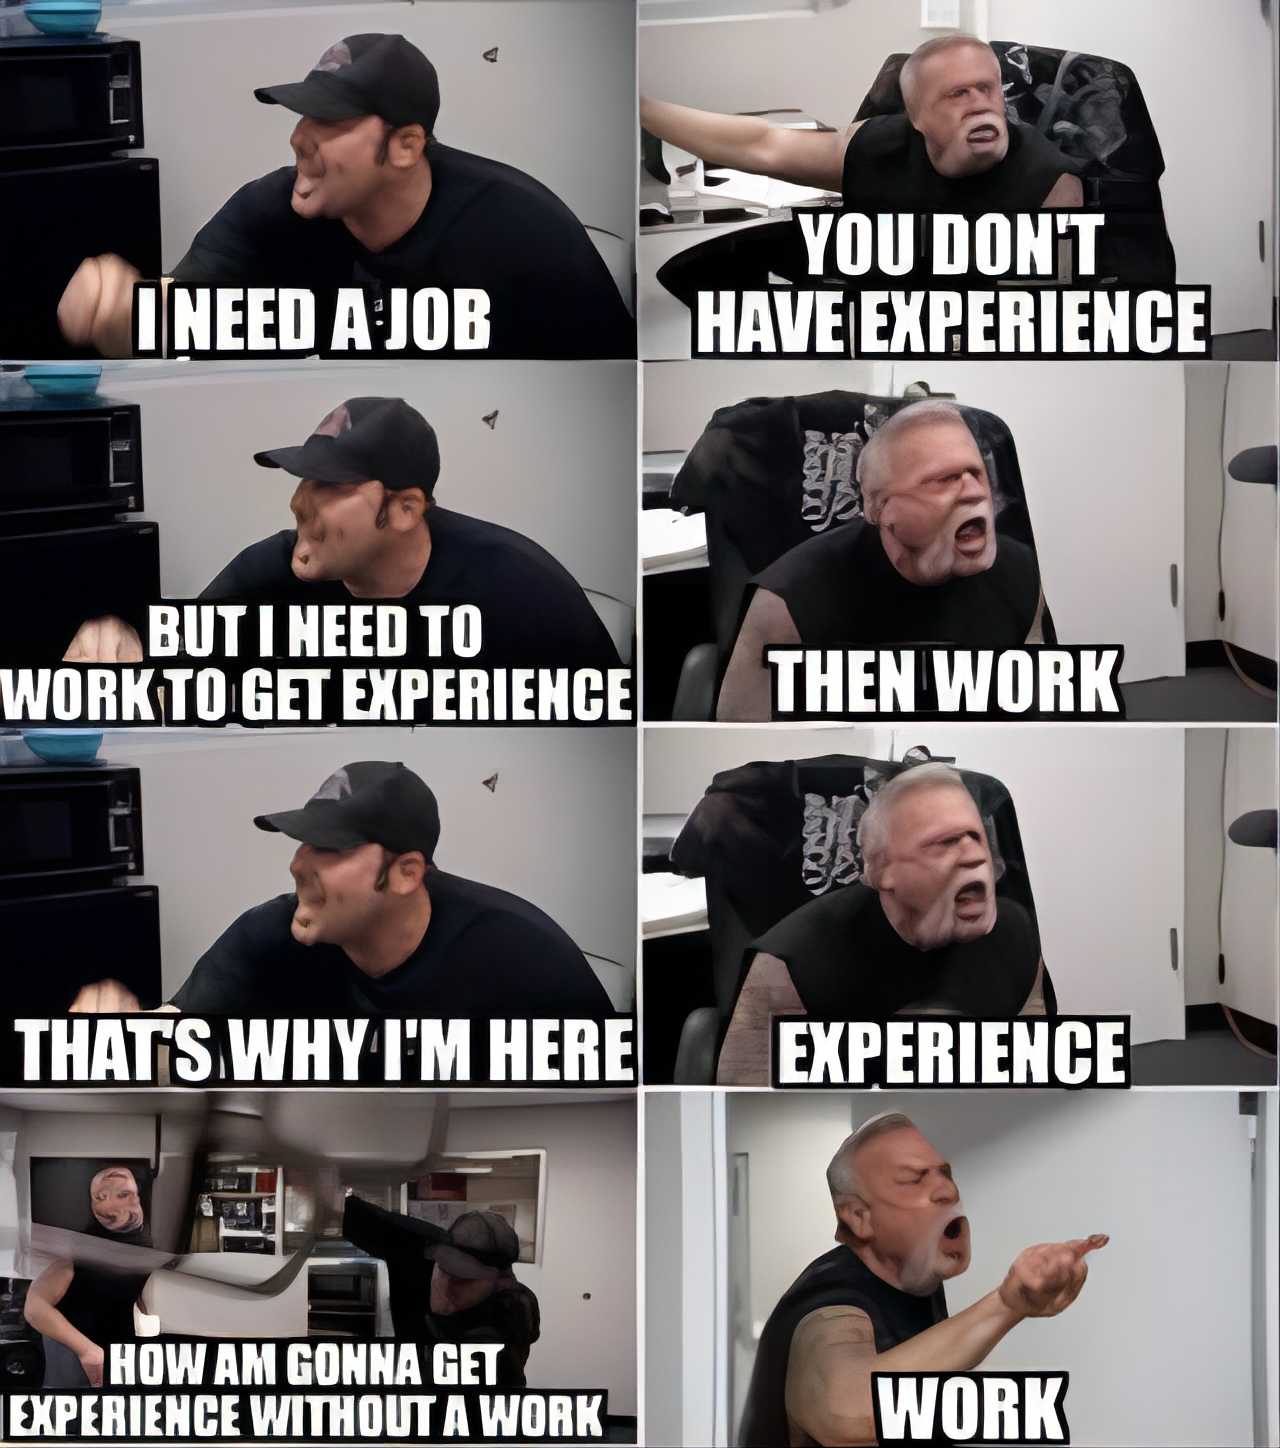 I NEED A JOB
YOU DON'T
HAVE EXPERIENCE
BUT I NEED TO
WORK TO GET EXPERIENCE
THEN WORK
THAT'S WHY I'M HERE
EXPERIENCE
HOW AM GONNA GET
EXPERIENCE WITHOUT A WORK
WORK